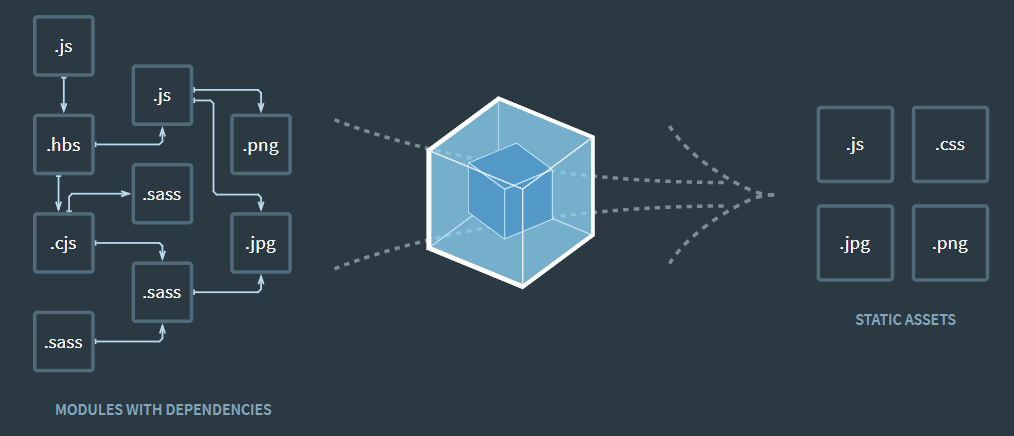 .js
.js
.hbs
.png
.sass
.cjs
.jpg
.sass
.sass
MODULES WITH DEPENDENCIES
.js
.css
.jpg
.png
STATIC ASSETS